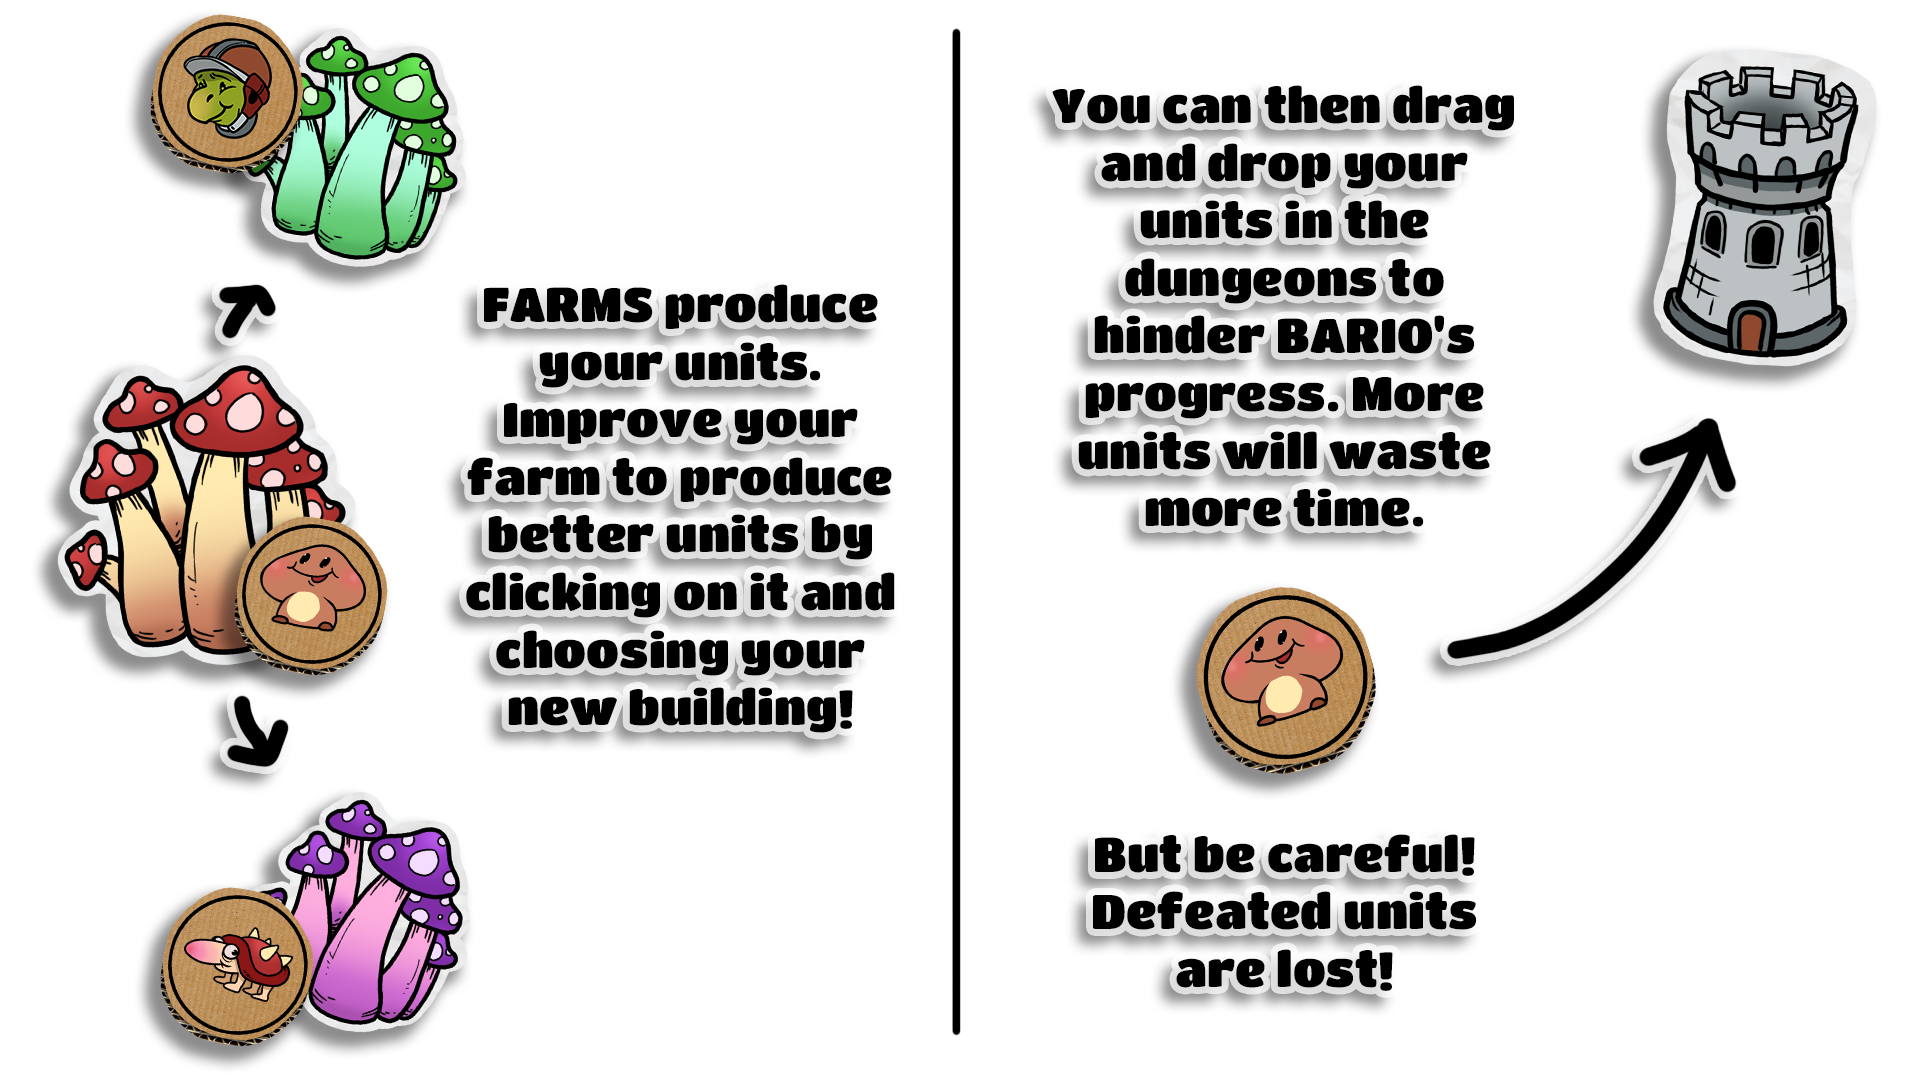 FARMS produce
your units.
Improve your
farm to produce
better units by
clicking on it and
choosing your
new building!
You can then drag
and drop your
units in the
dungeons to
hinder BARIO's
progress. More
units will waste
more time.
But be careful!
Defeated units
are lost!